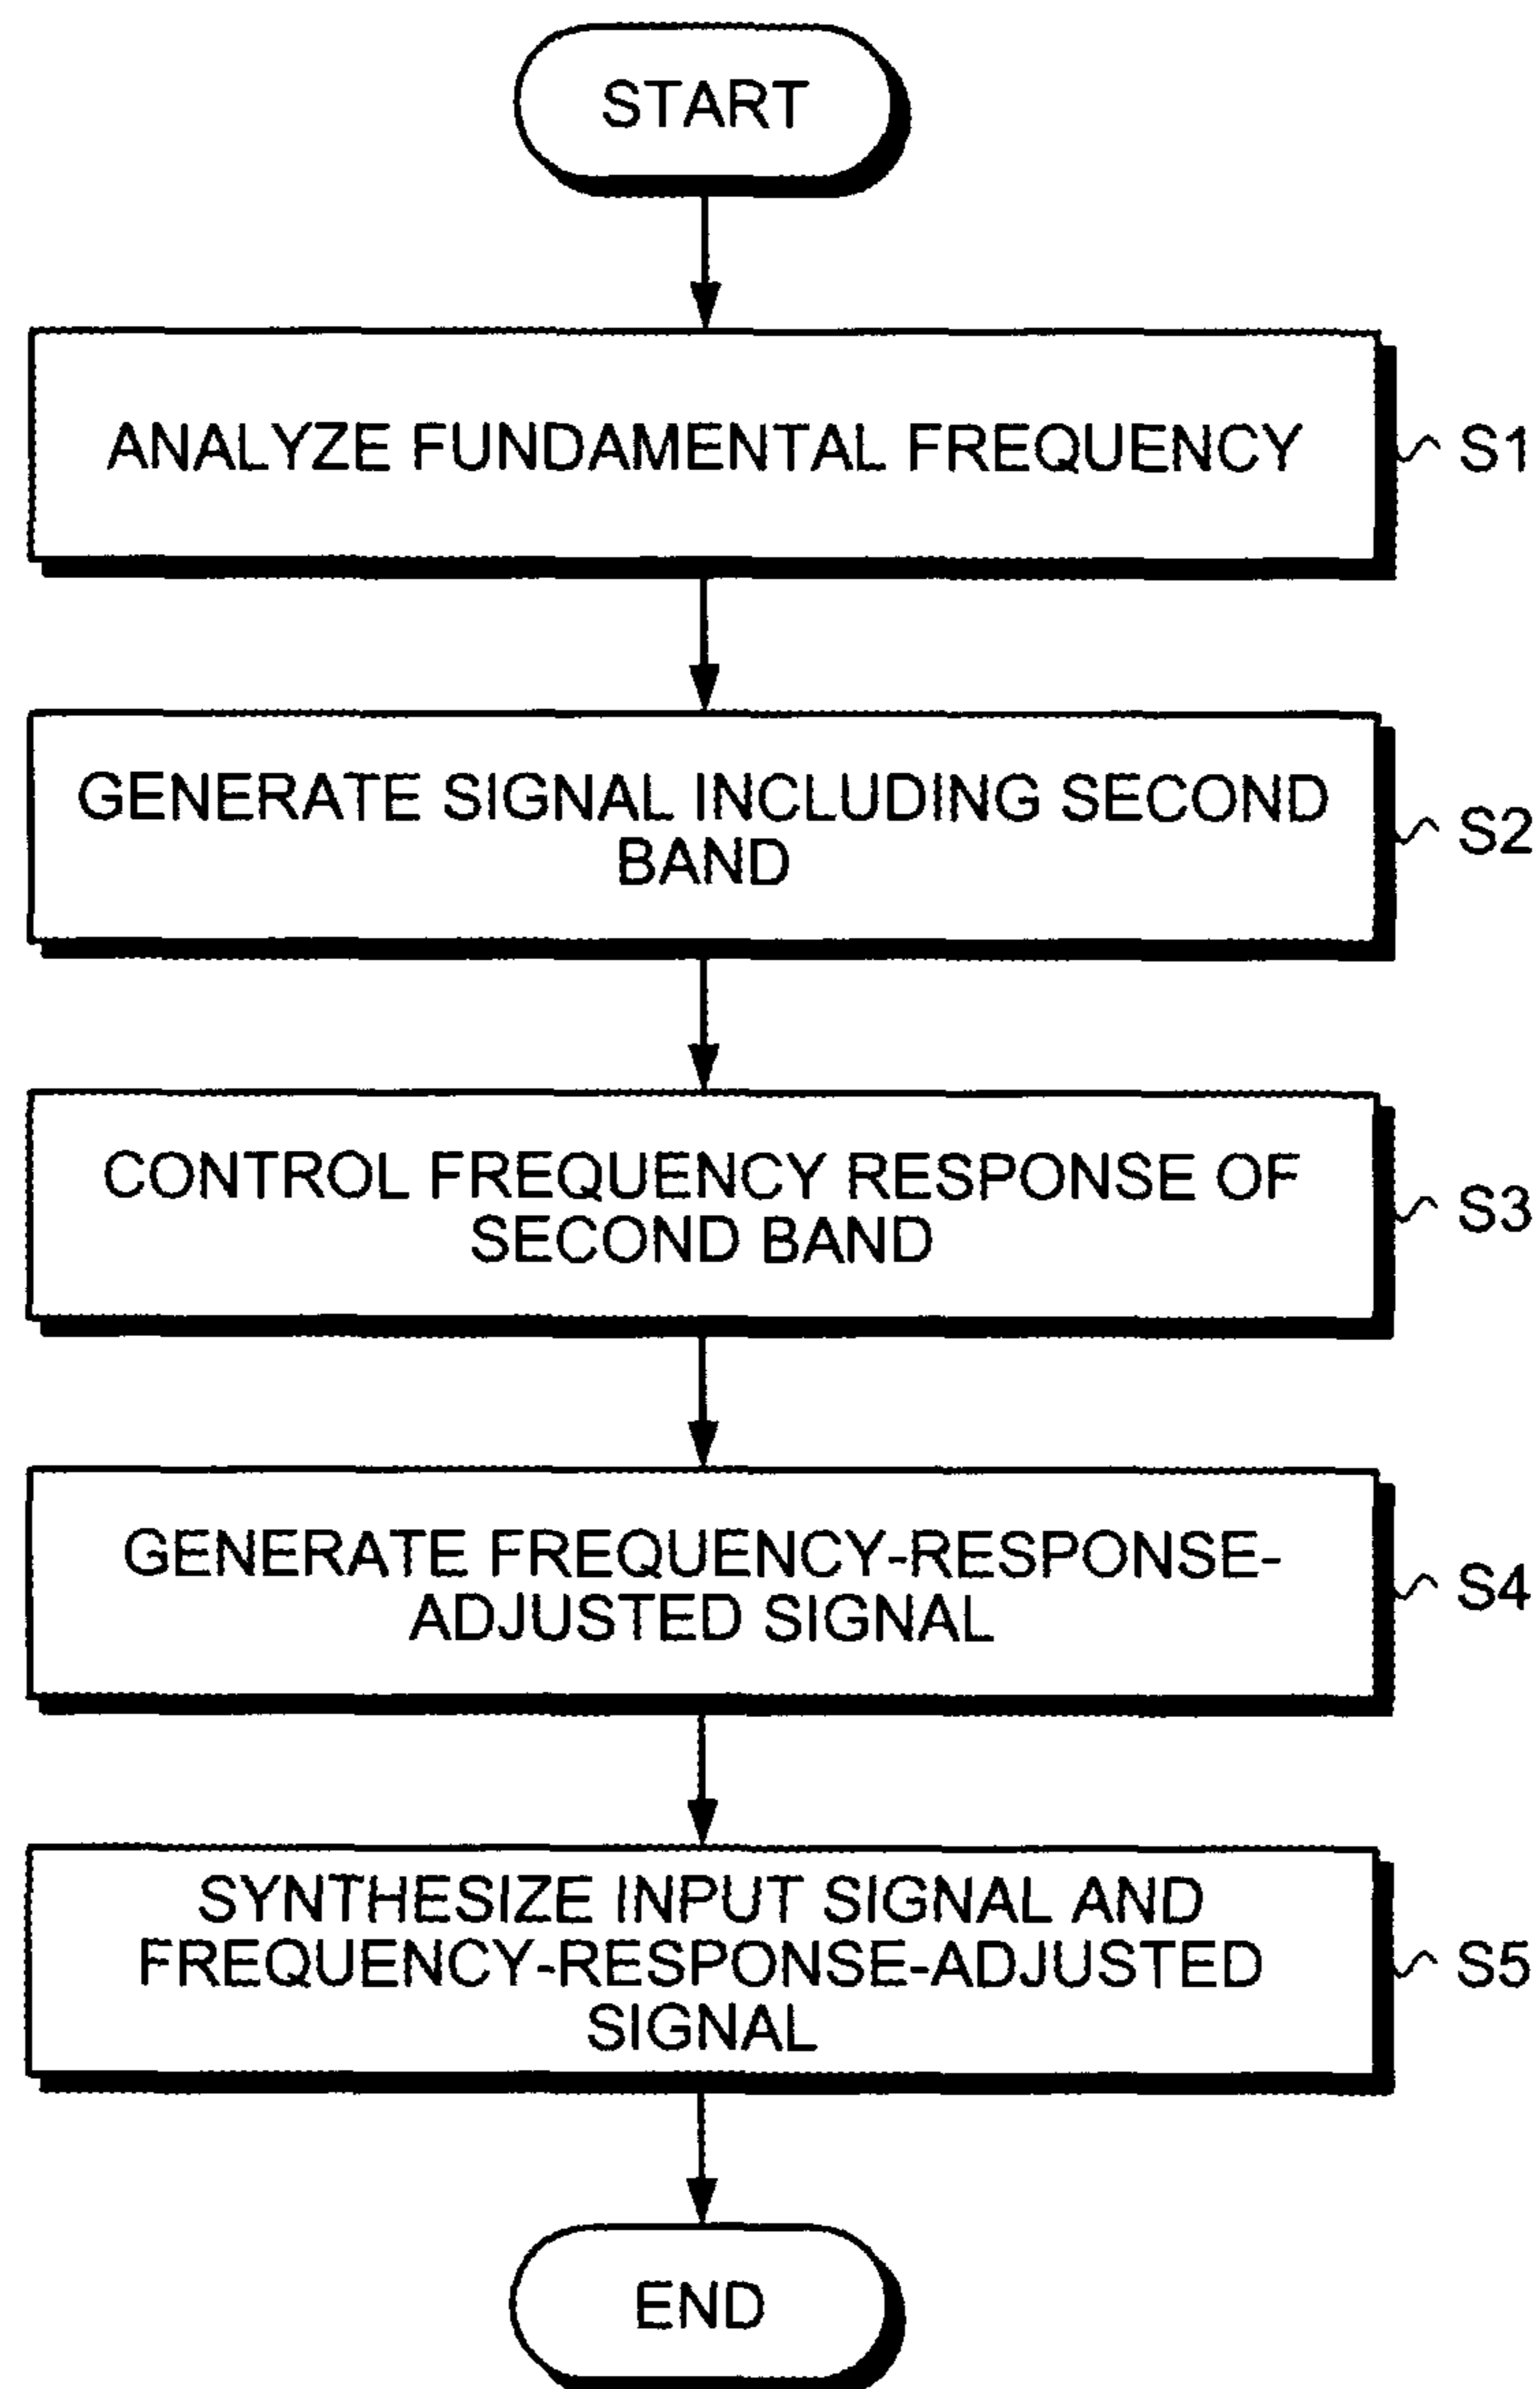 START
ANALYZE FUNDAMENTAL FREQUENCY
S1
GENERATE SIGNAL INCLUDING SECOND
BAND
S2
CONTROL FREQUENCY RESPONSE OF
SECOND BAND
S3
GENERATE FREQUENCY-RESPONSE-
ADJUSTED SIGNAL
S4
SYNTHESIZE INPUT SIGNAL AND
FREQUENCY-RESPONSE-ADJUSTED
SIGNAL
S5
END